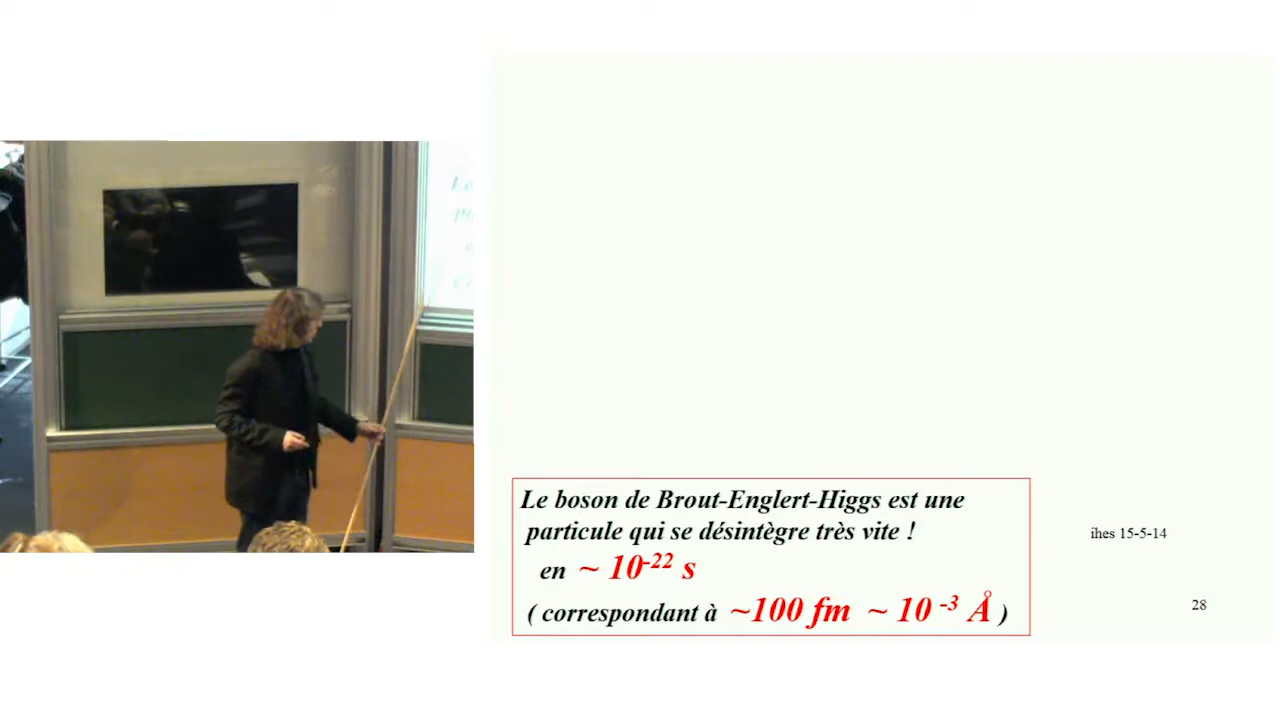 Le boson de Brout-Englert-Higgs est une
particule qui se désintègre très vite !
en ~ 10⁻²² s
( correspondant à ~100 fm ~ 10 ⁻³ Å )
ihes 15-5-14
28